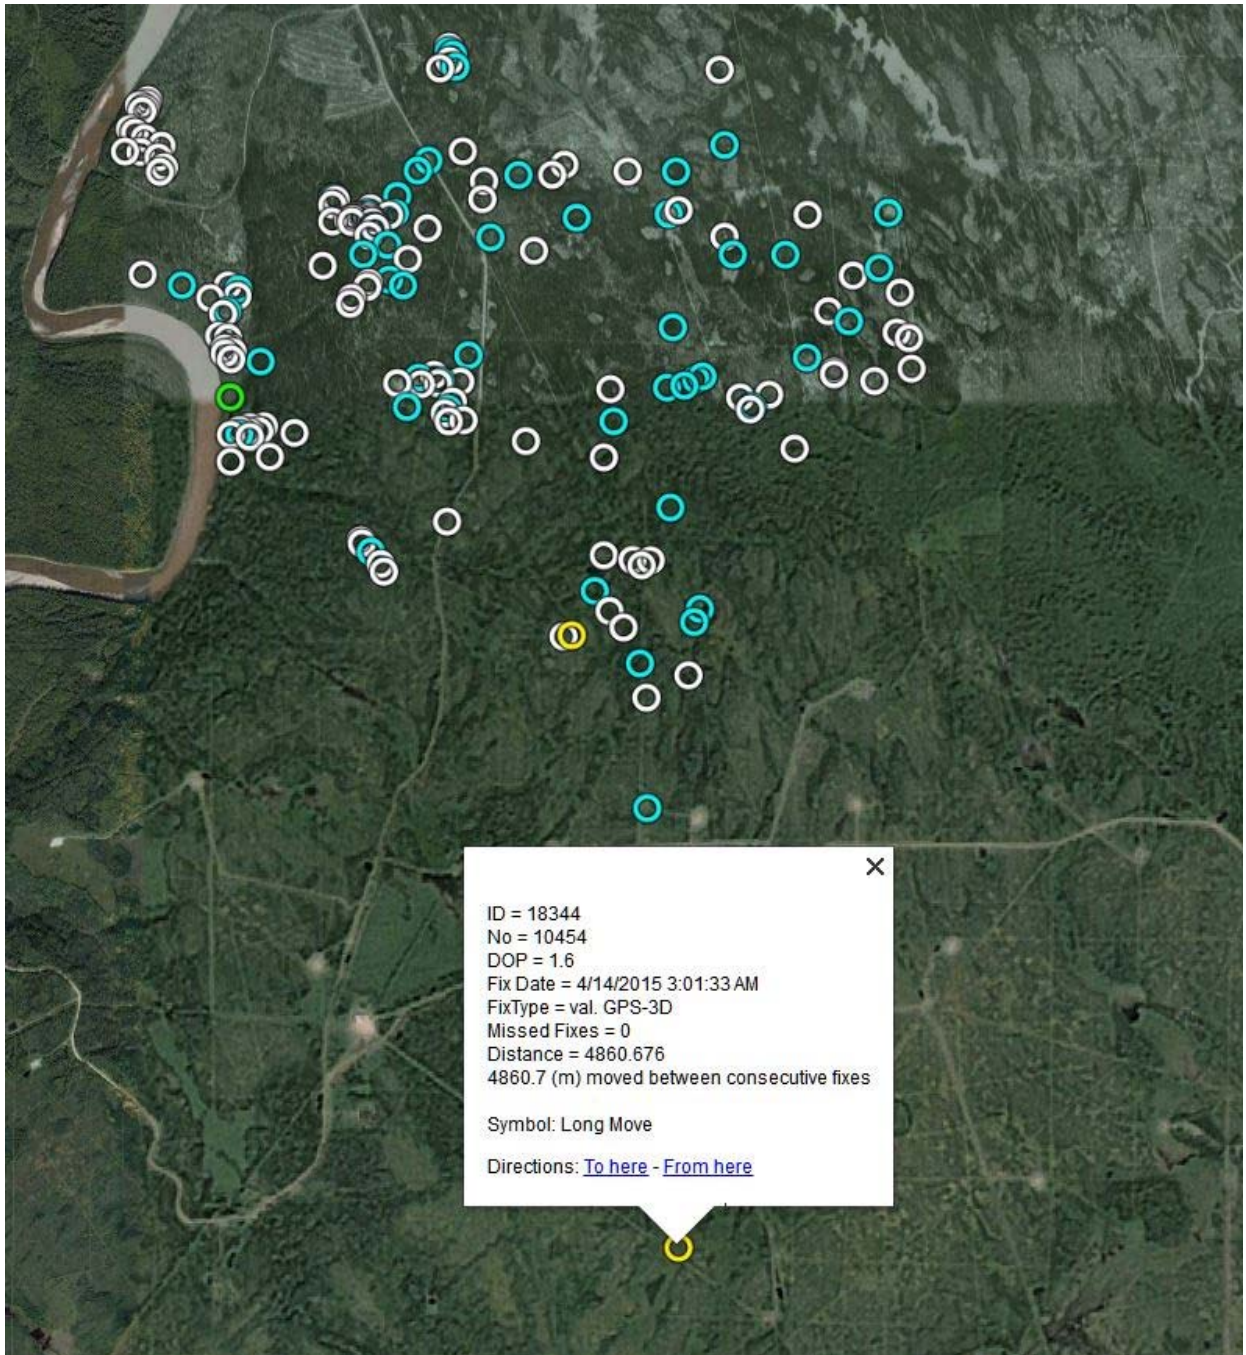 ID = 18344
No = 10454
DOP = 1.6
Fix Date = 4/14/2015 3:01:33 AM
FixType = val. GPS-3D
Missed Fixes = 0
Distance = 4860.676
4860.7 (m) moved between consecutive fixes
Symbol: Long Move
Directions: To here - From here